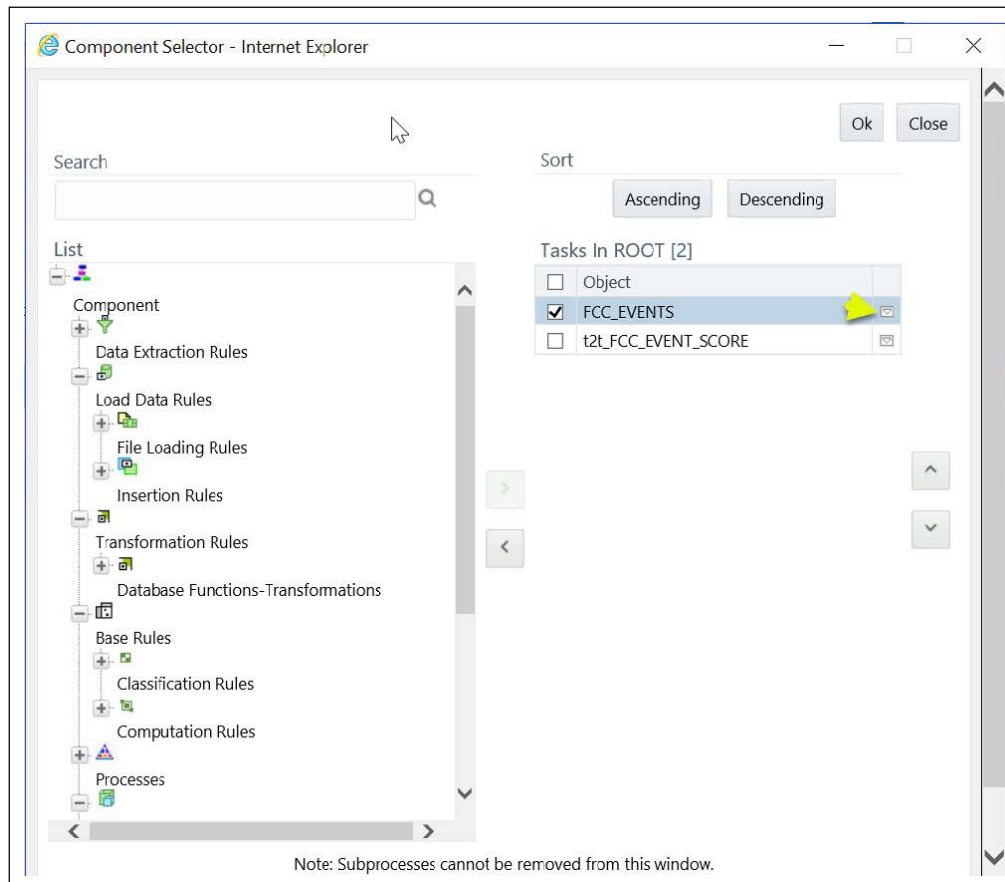 Component Selector - Internet Explorer
Ok
Close
Search
Sort
Ascending
Descending
List
Tasks In ROOT [2]
Object
Component
FCC_EVENTS
Data Extraction Rules
t2t_FCC_EVENT_SCORE
Load Data Rules
File Loading Rules
Insertion Rules
Transformation Rules
Database Functions-Transformations
Base Rules
Classification Rules
Computation Rules
Processes
Note: Subprocesses cannot be removed from this window.